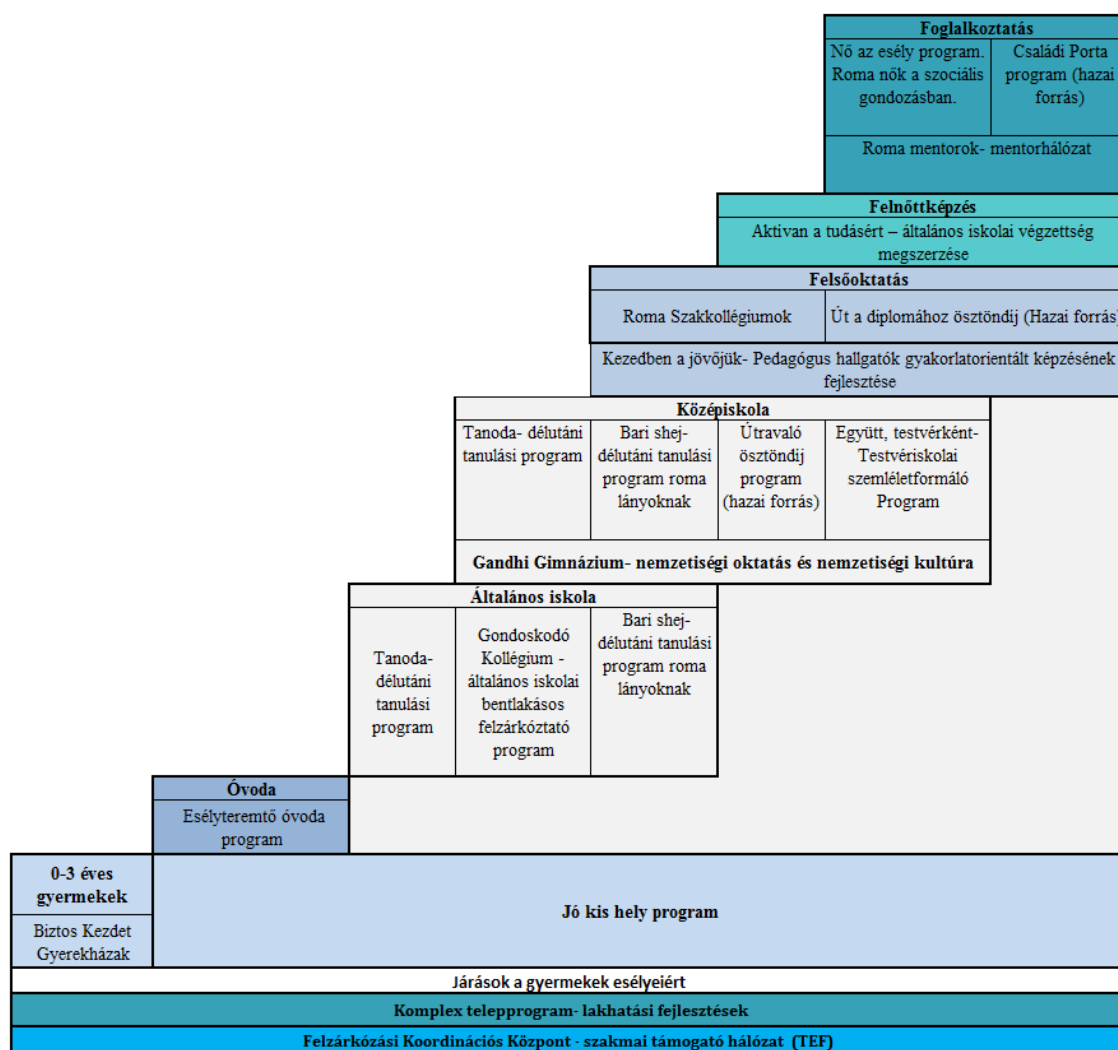 Foglalkoztatás
Nő az esély program.
Roma nők a szociális
gondozásban.
Családi Porta
program (hazai
forrás)
Roma mentorok- mentorhálózat
Felnőttképzés
Aktivan a tudásért – általános iskolai végzettség
megszerzése
Felsőoktatás
Roma Szakkollégiumok
Út a diplomához ösztöndíj (Hazai forrás)
Kezedben a jövőjük- Pedagógus hallgatók gyakorlatorientált képzésének
fejlesztése
Középiskola
Tanoda- délutáni
tanulási program
Bari shej-
délutáni tanulási
program roma
lányoknak
Útravaló
ösztöndíj
program
(hazai forrás)
Együtt, testvérként-
Testvériskolai
szemléletformáló
Program
Gandhi Gimnázium- nemzetiségi oktatás és nemzetiségi kultúra
Általános iskola
Tanoda-
délutáni
tanulási
program
Gondoskodó
Kollégium -
általános iskolai
bentlakásos
felzárkóztató
program
Bari shej-
délutáni tanulási
program roma
lányoknak
Óvoda
Esélyteremtő óvoda
program
0-3 éves
gyermekek
Biztos Kezdet
Gyerekházak
Jó kis hely program
Járások a gyermekek esélyeiért
Komplex telepprogram- lakhatási fejlesztések
Felzárkózási Koordinációs Központ - szakmai támogató hálózat (TEF)